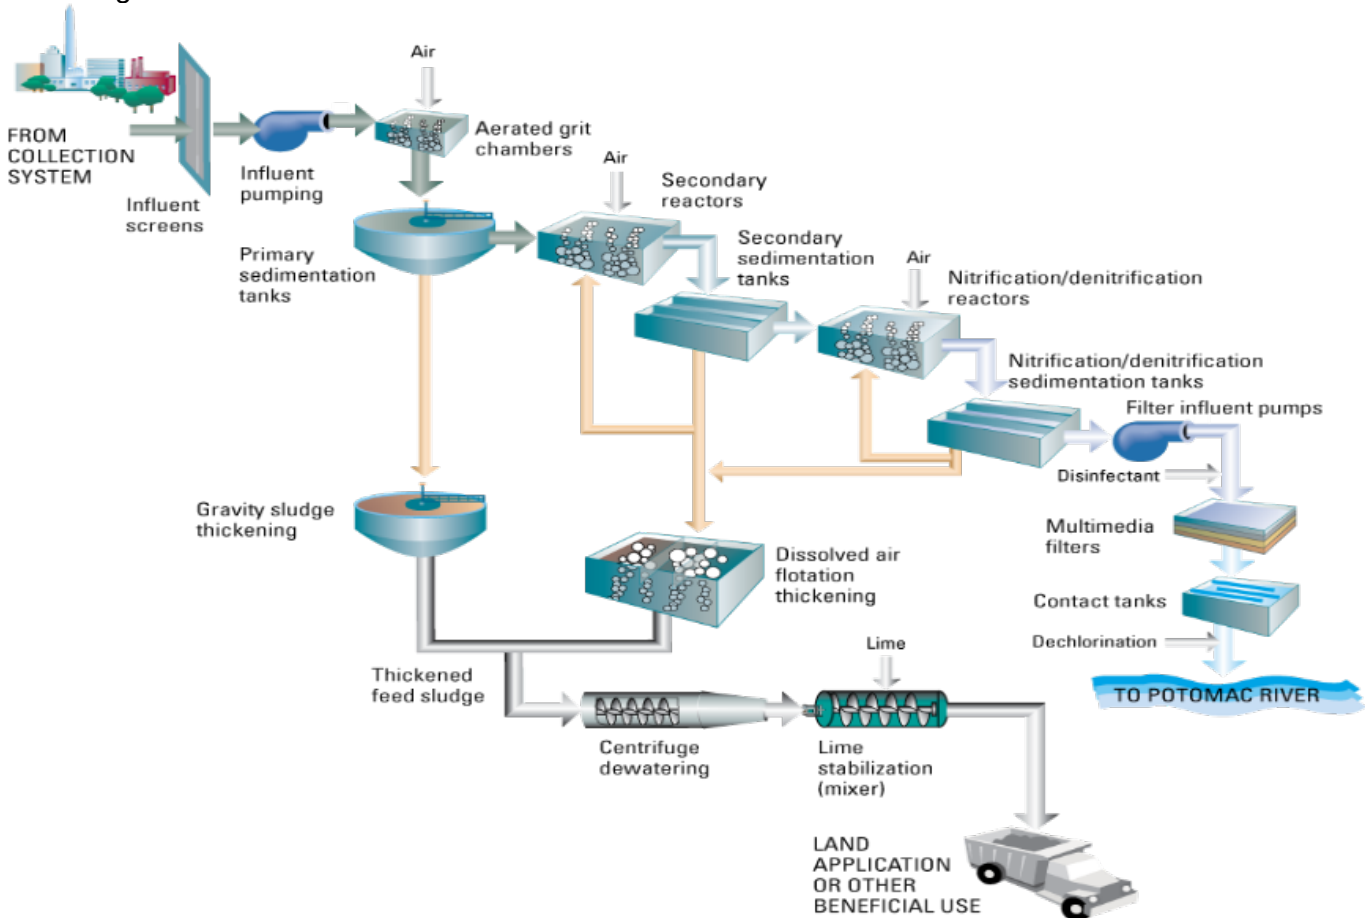 Air
FROM
COLLECTION
SYSTEM
Influent
screens
Influent
pumping
Aerated grit
chambers
Air
Secondary
reactors
Primary
sedimentation
tanks
Secondary
sedimentation
tanks
Air
Nitrification/denitrification
reactors
Nitrification/denitrification
sedimentation tanks
Filter influent pumps
Disinfectant
Multimedia
filters
Contact tanks
Dechlorination
TO POTOMAC RIVER
Gravity sludge
thickening
Dissolved air
flotation
thickening
Thickened
feed sludge
Centrifuge
dewatering
Lime
Lime
stabilization
(mixer)
LAND
APPLICATION
OR OTHER
BENEFICIAL USE